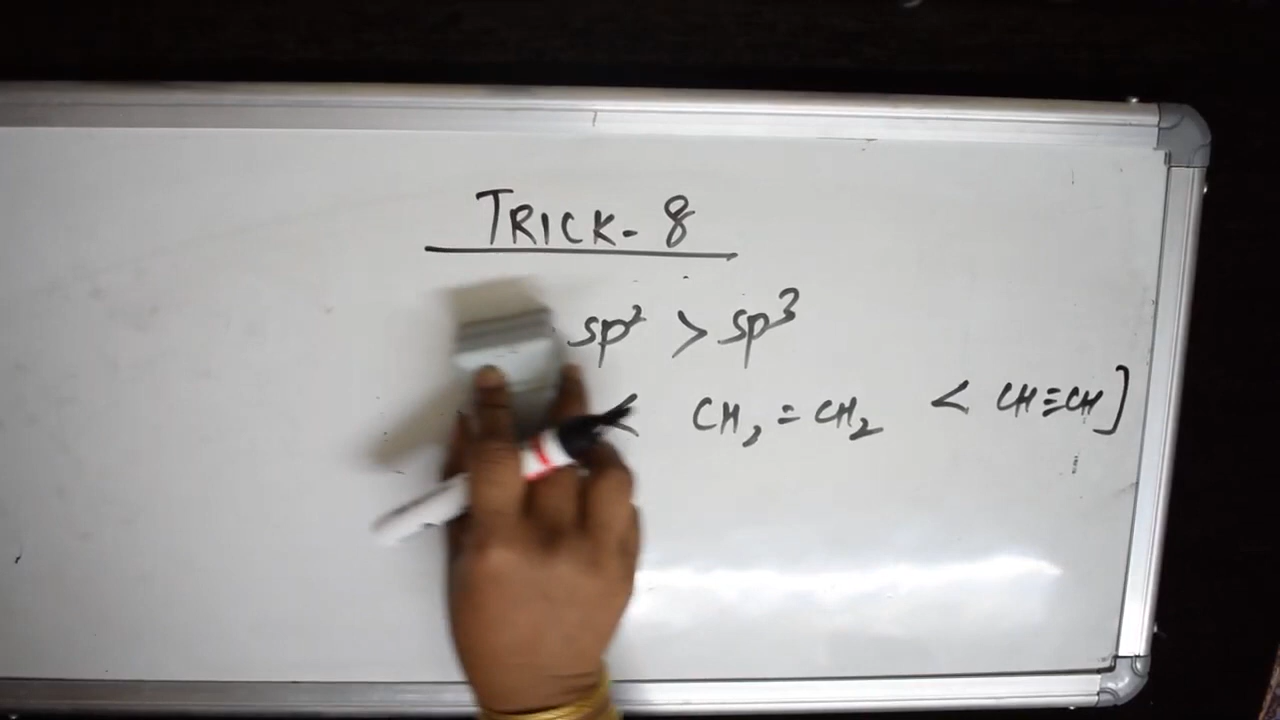 TRICK-8
sp² > sp³
< CH₂ = CH₂ < CH≡CH]